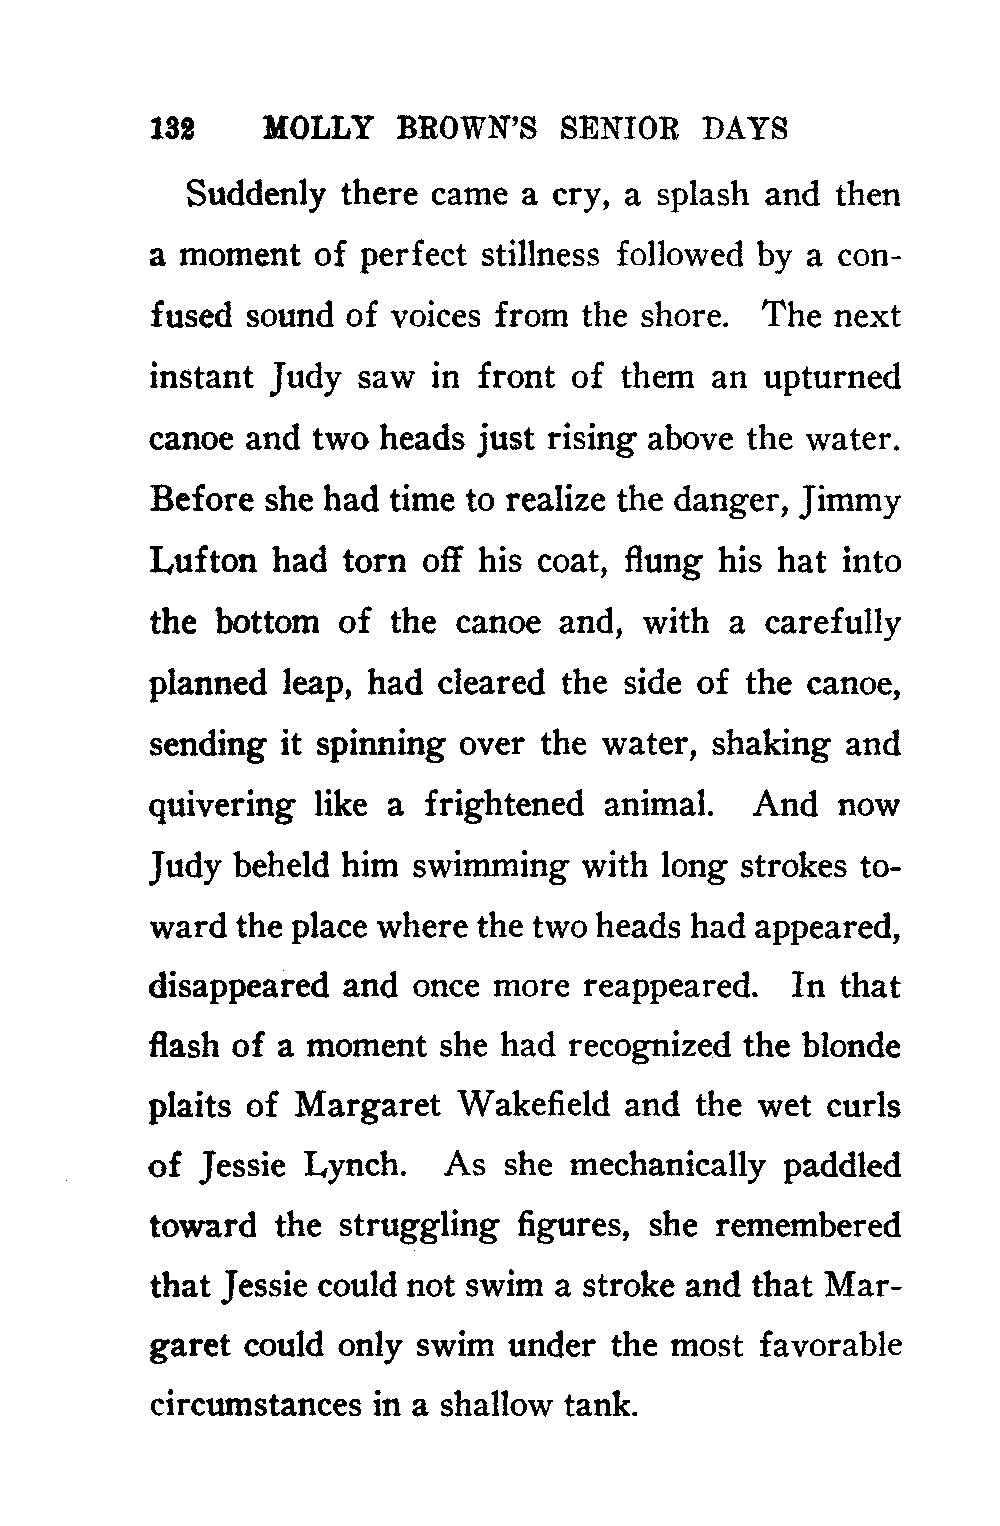 132 MOLLY BROWN'S SENIOR DAYS
Suddenly there came a cry, a splash and then
a moment of perfect stillness followed by a con-
fused sound of voices from the shore. The next
instant Judy saw in front of them an upturned
canoe and two heads just rising above the water.
Before she had time to realize the danger, Jimmy
Lufton had torn off his coat, flung his hat into
the bottom of the canoe and, with a carefully
planned leap, had cleared the side of the canoe,
sending it spinning over the water, shaking and
quivering like a frightened animal. And now
Judy beheld him swimming with long strokes to-
ward the place where the two heads had appeared,
disappeared and once more reappeared. In that
flash of a moment she had recognized the blonde
plaits of Margaret Wakefield and the wet curls
of Jessie Lynch. As she mechanically paddled
toward the struggling figures, she remembered
that Jessie could not swim a stroke and that Mar-
garet could only swim under the most favorable
circumstances in a shallow tank.